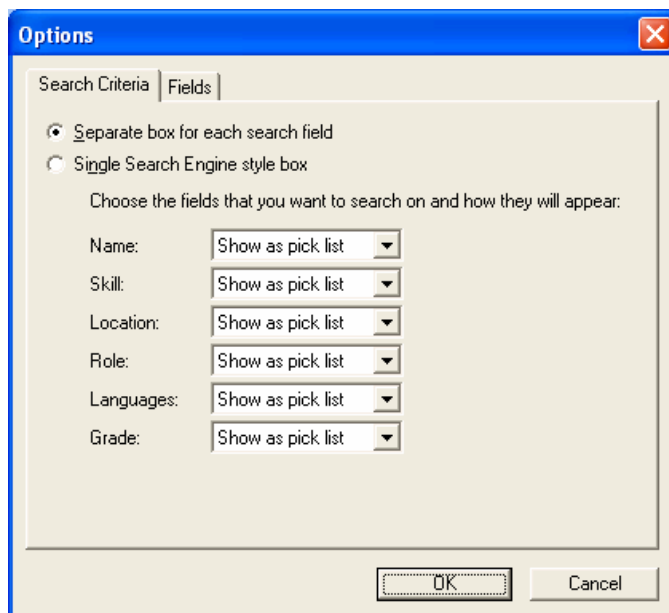 Options
Search Criteria Fields
Separate box for each search field
Single Search Engine style box
Choose the fields that you want to search on and how they will appear:
Name: Show as pick list
Skill: Show as pick list
Location: Show as pick list
Role: Show as pick list
Languages: Show as pick list
Grade: Show as pick list
OK Cancel